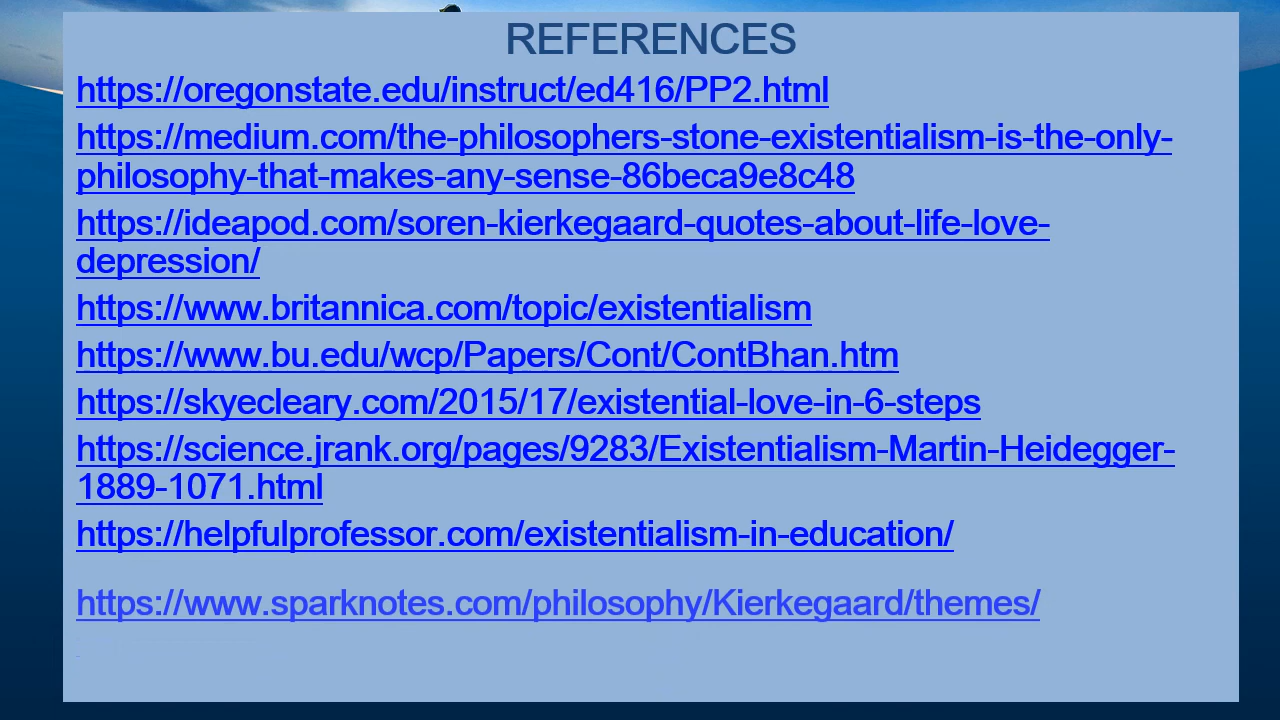 REFERENCES
https://oregonstate.edu/instruct/ed416/PP2.html
https://medium.com/the-philosophers-stone-existentialism-is-the-only-
philosophy-that-makes-any-sense-86beca9e8c48
https://ideapod.com/soren-kierkegaard-quotes-about-life-love-
depression/
https://www.britannica.com/topic/existentialism
https://www.bu.edu/wcp/Papers/Cont/ContBhan.htm
https://skyecleary.com/2015/17/existential-love-in-6-steps
https://science.jrank.org/pages/9283/Existentialism-Martin-Heidegger-
1889-1071.html
https://helpfulprofessor.com/existentialism-in-education/
https://www.sparknotes.com/philosophy/Kierkegaard/themes/